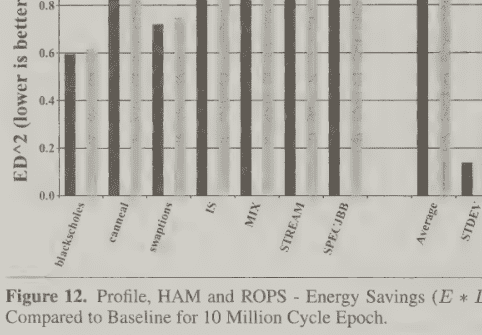 ED^2 (lower is better
0.8
0.6
0.4
0.2
0.0
blackscholes
canneal
swaptions
IS
MIX
STREAM
SPECJBB
Average
STDEV
Figure 12. Profile, HAM and ROPS - Energy Savings (E *
Compared to Baseline for 10 Million Cycle Epoch.